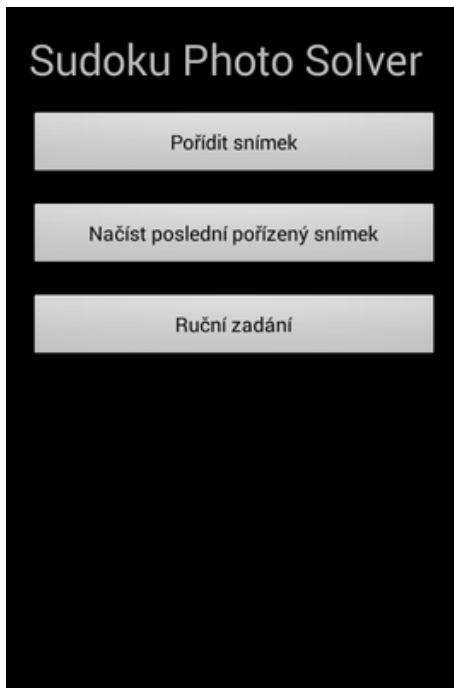 Sudoku Photo Solver
Pořídit snímek
Načíst poslední pořízený snímek
Ruční zadání